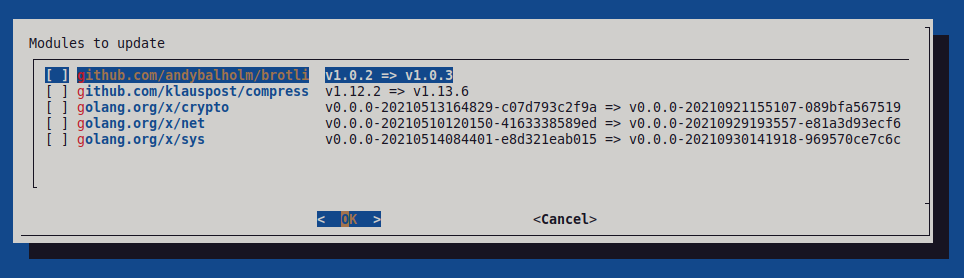 Modules to update
[ ] github.com/andybalholm/brotli v1.0.2 => v1.0.3
[ ] github.com/klauspost/compress v1.12.2 => v1.13.6
[ ] golang.org/x/crypto v0.0.0-20210513164829-c07d793c2f9a => v0.0.0-20210921155107-089bfa567519
[ ] golang.org/x/net v0.0.0-20210510120150-4163338589ed => v0.0.0-20210929193557-e81a3d93ecf6
[ ] golang.org/x/sys v0.0.0-20210514084401-e8d321eab015 => v0.0.0-20210930141918-969570ce7c6c
< OK > <Cancel>